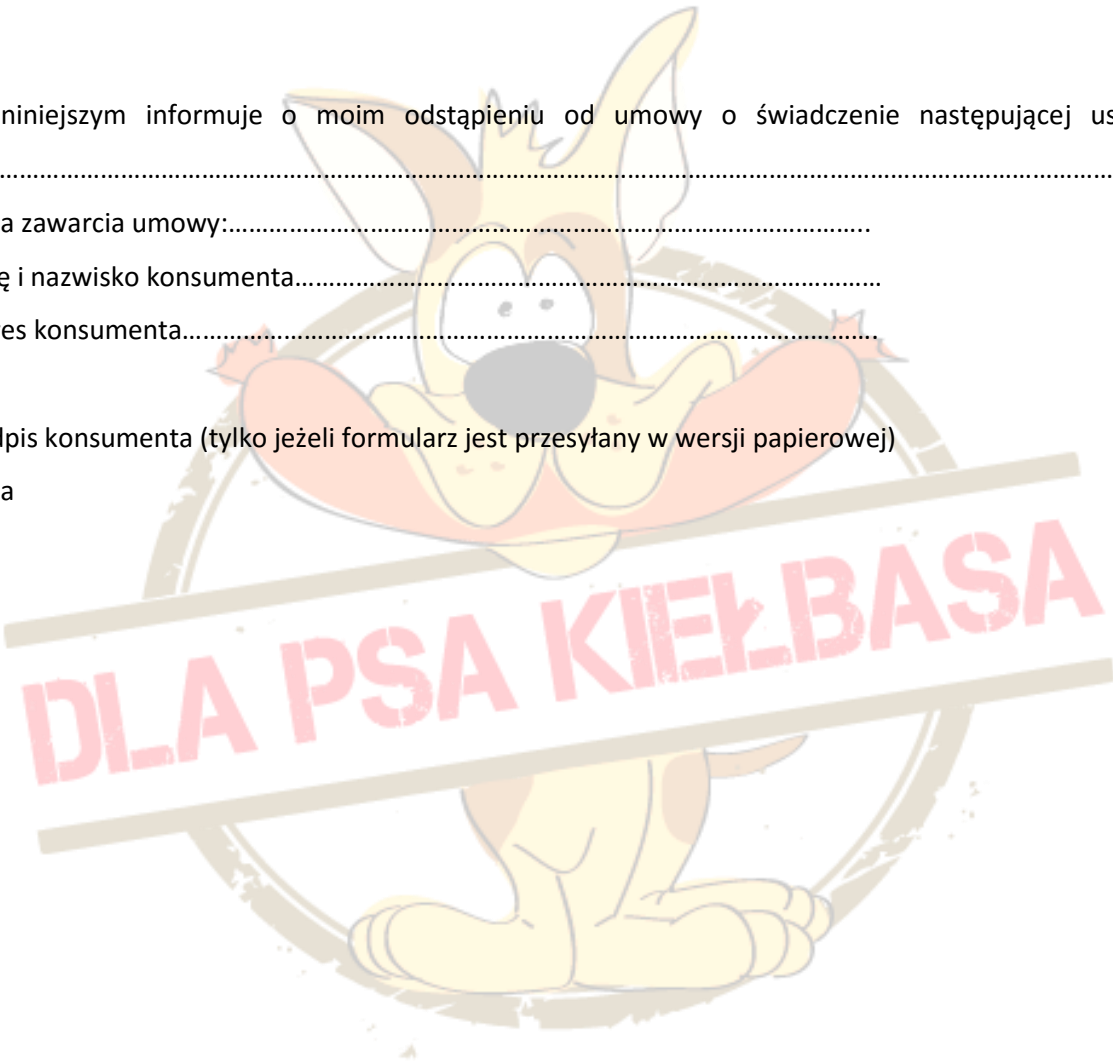 niniejszym informuje o moim odstąpieniu od umowy o świadczenie następującej us
………………………………………………………………………………………………………………………………………………
a zawarcia umowy:………………………………………………………………………………………..
ę i nazwisko konsumenta………………………………………………………………………………
es konsumenta………………………………………………………………………………………………
pis konsumenta (tylko jeżeli formularz jest przesyłany w wersji papierowej)
a
DLA PSA KIEŁBASA